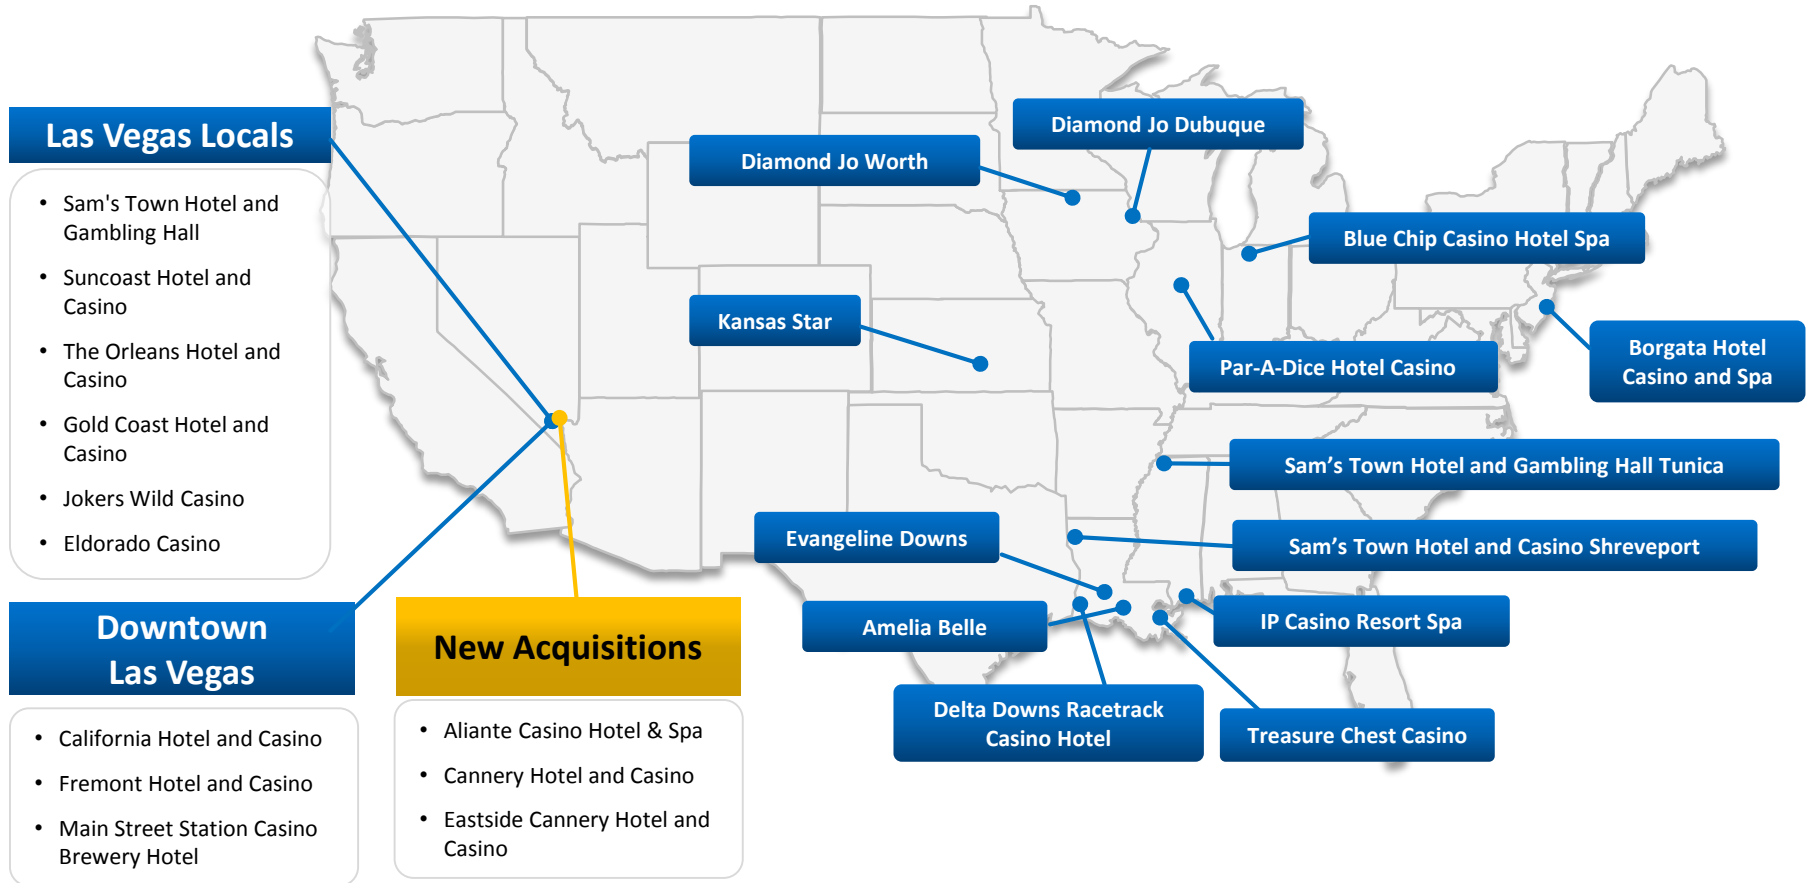 Las Vegas Locals
• Sam's Town Hotel and
Gambling Hall
• Suncoast Hotel and
Casino
• The Orleans Hotel and
Casino
• Gold Coast Hotel and
Casino
• Jokers Wild Casino
• Eldorado Casino
Downtown
Las Vegas
• California Hotel and Casino
• Fremont Hotel and Casino
• Main Street Station Casino
Brewery Hotel
New Acquisitions
• Aliante Casino Hotel & Spa
• Cannery Hotel and Casino
• Eastside Cannery Hotel and
Casino
Diamond Jo Dubuque
Diamond Jo Worth
Blue Chip Casino Hotel Spa
Kansas Star
Par-A-Dice Hotel Casino
Borgata Hotel
Casino and Spa
Sam’s Town Hotel and Gambling Hall Tunica
Evangeline Downs
Sam’s Town Hotel and Casino Shreveport
Amelia Belle
IP Casino Resort Spa
Delta Downs Racetrack
Casino Hotel
Treasure Chest Casino